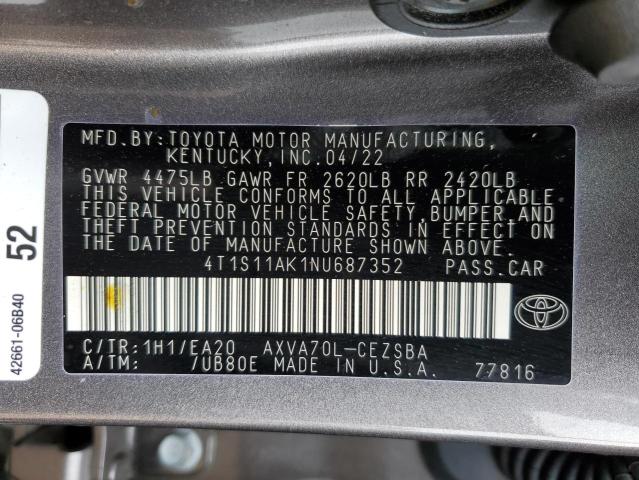 MFD.BY:TOYOTA MOTOR MANUFACTURING,
KENTUCKY,INC.04/22
GVWR 4475LB GAWR FR 2620LB RR 2420LB
THIS VEHICLE CONFORMS TO ALL APPLICABLE
FEDERAL MOTOR VEHICLE SAFETY,BUMPER,AND
THEFT PREVENTION STANDARDS IN EFFECT ON
THE DATE OF MANUFACTURE SHOWN ABOVE.
4T1S11AK1NU687352 PASS.CAR
C/TR:1H1/EA20 AXVA70L-CEZSBA
A/TM: /UB80E MADE IN U.S.A. 77816
52
42661-06B40